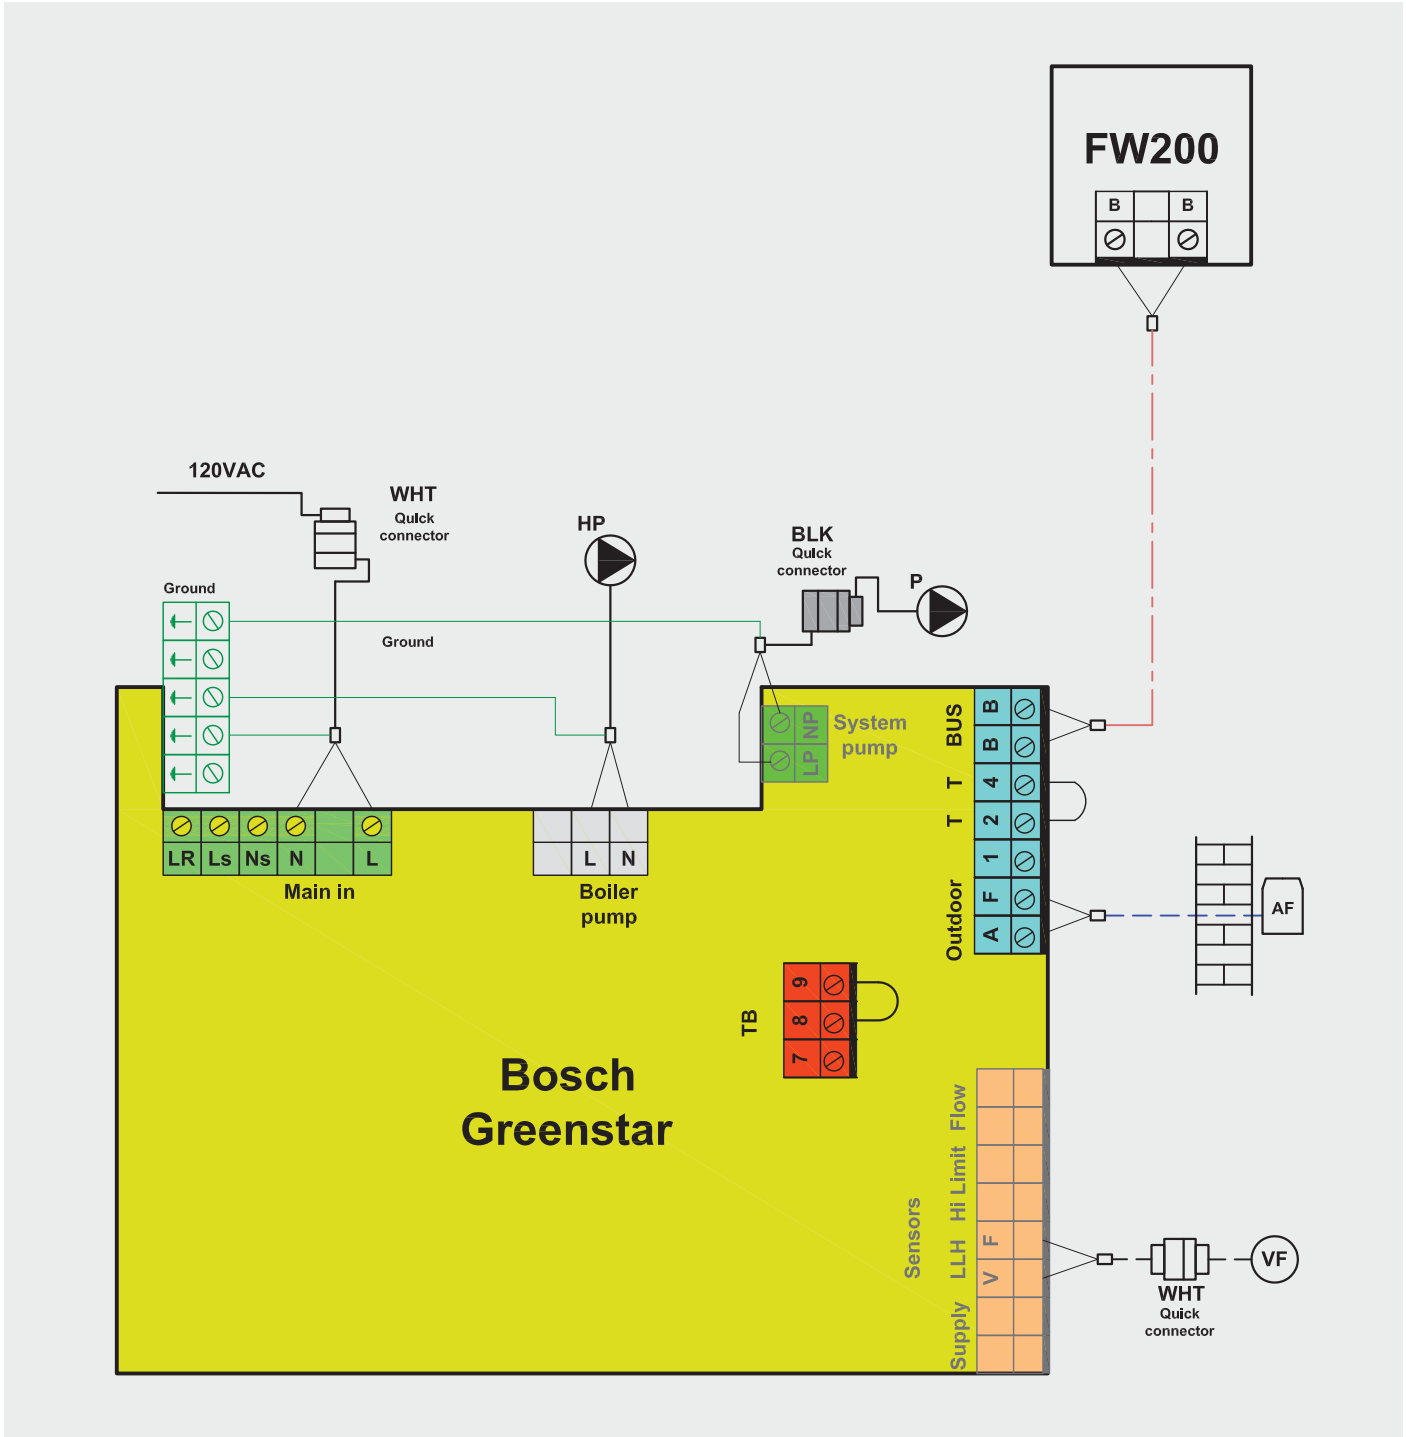 FW200
B B
120VAC
WHT
Quick
connector
HP
BLK
Quick
connector
P
Ground
Ground
NP
LP
System
pump
BUS
B
B
T
4
T
2
1
Outdoor
F
A
AF
LR Ls Ns N L
Main in
L N
Boiler
pump
TB
9
8
7
Bosch
Greenstar
Sensors
Flow
Hi Limit
LLH
F
V
Supply
VF
WHT
Quick
connector